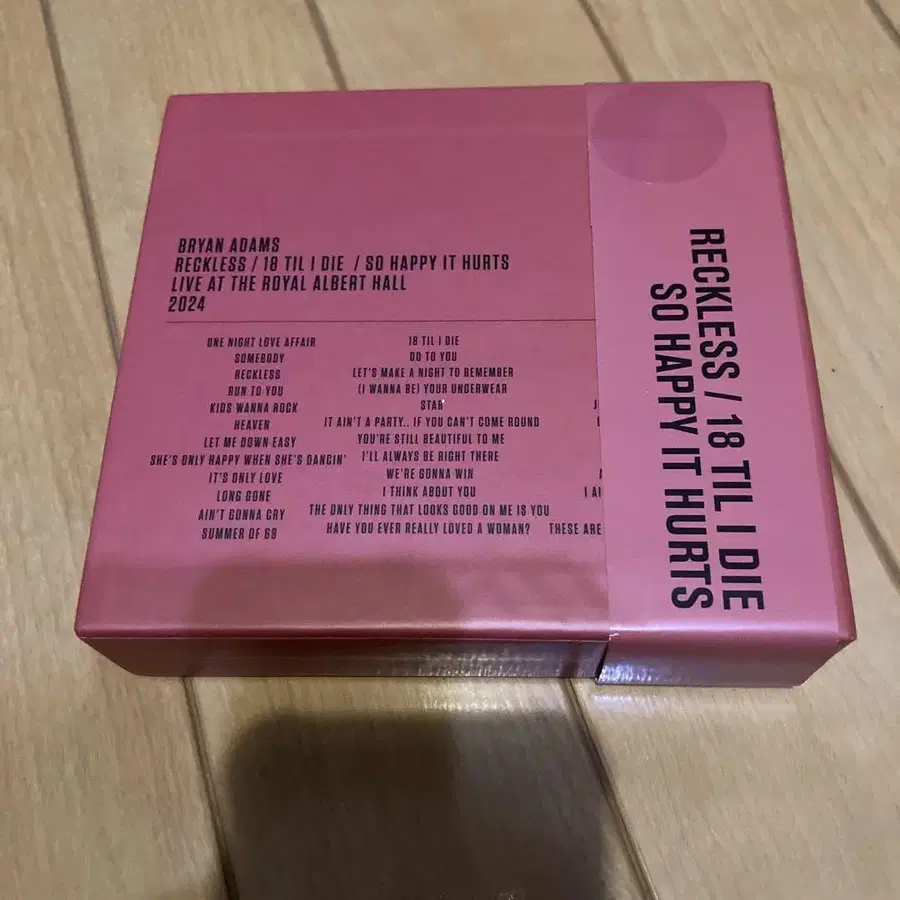 BRYAN ADAMS
RECKLESS / 18 TIL I DIE / SO HAPPY IT HURTS
LIVE AT THE ROYAL ALBERT HALL
2024
ONE NIGHT LOVE AFFAIR
SOMEBODY
RECKLESS
RUN TO YOU
KIDS WANNA ROCK
HEAVEN
LET ME DOWN EASY
SHE'S ONLY HAPPY WHEN SHE'S DANCIN'
IT'S ONLY LOVE
LONG GONE
AIN'T GONNA CRY
SUMMER OF 69
18 TIL I DIE
DO TO YOU
LET'S MAKE A NIGHT TO REMEMBER
(I WANNA BE) YOUR UNDERWEAR
STAR
IT AIN'T A PARTY.. IF YOU CAN'T COME ROUND
YOU'RE STILL BEAUTIFUL TO ME
I'LL ALWAYS BE RIGHT THERE
WE'RE GONNA WIN
I THINK ABOUT YOU
THE ONLY THING THAT LOOKS GOOD ON ME IS YOU
HAVE YOU EVER REALLY LOVED A WOMAN?
THESE ARE
RECKLESS / 18 TIL I DIE
SO HAPPY IT HURTS